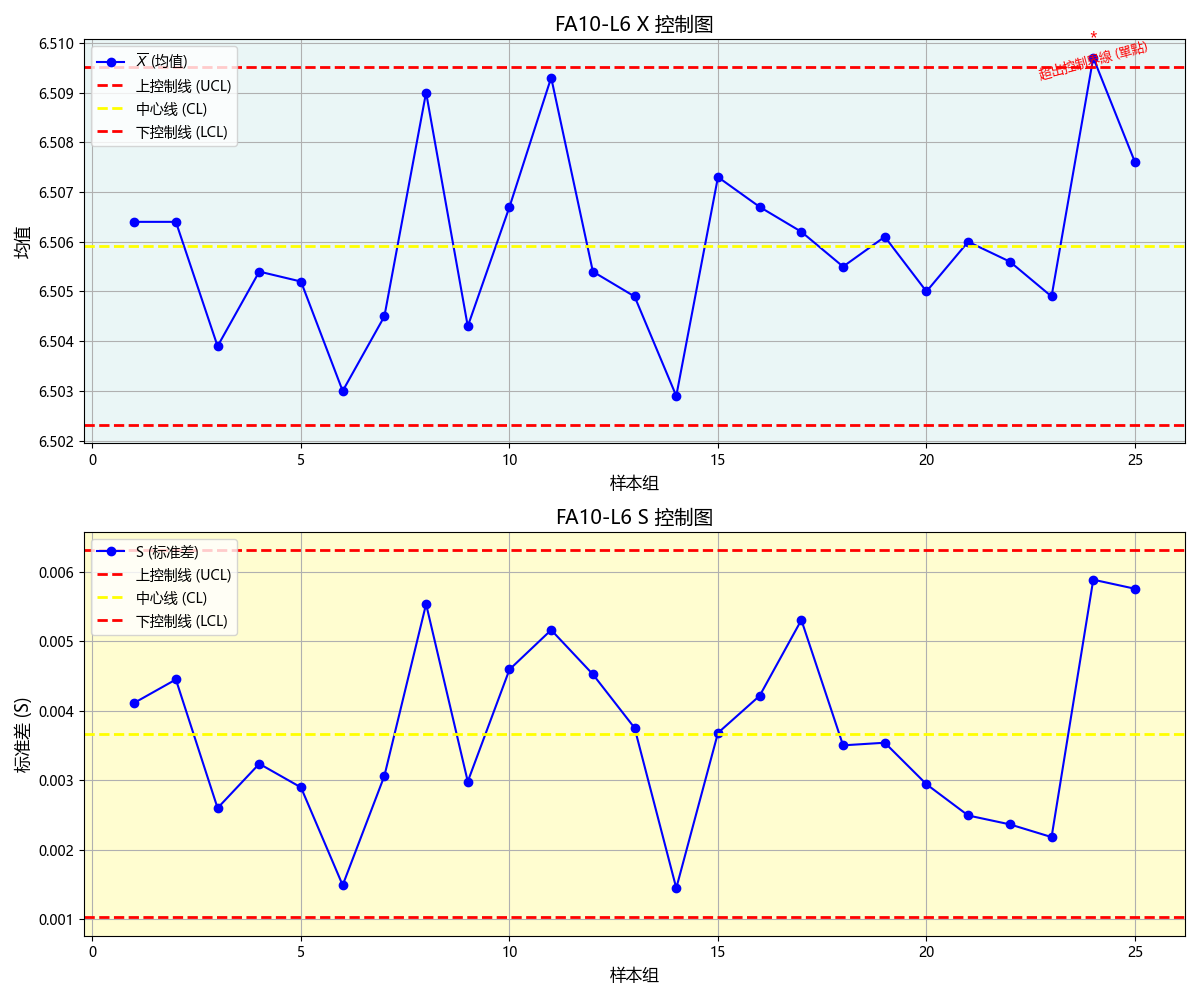 FA10-L6 X 控制图
*
超出控制界線 (單點)
X (均值)
上控制线 (UCL)
中心线 (CL)
下控制线 (LCL)
均值
6.510
6.509
6.508
6.507
6.506
6.505
6.504
6.503
6.502
0 5 10 15 20 25
样本组
FA10-L6 S 控制图
S (标准差)
上控制线 (UCL)
中心线 (CL)
下控制线 (LCL)
标准差 (S)
0.006
0.005
0.004
0.003
0.002
0.001
0 5 10 15 20 25
样本组